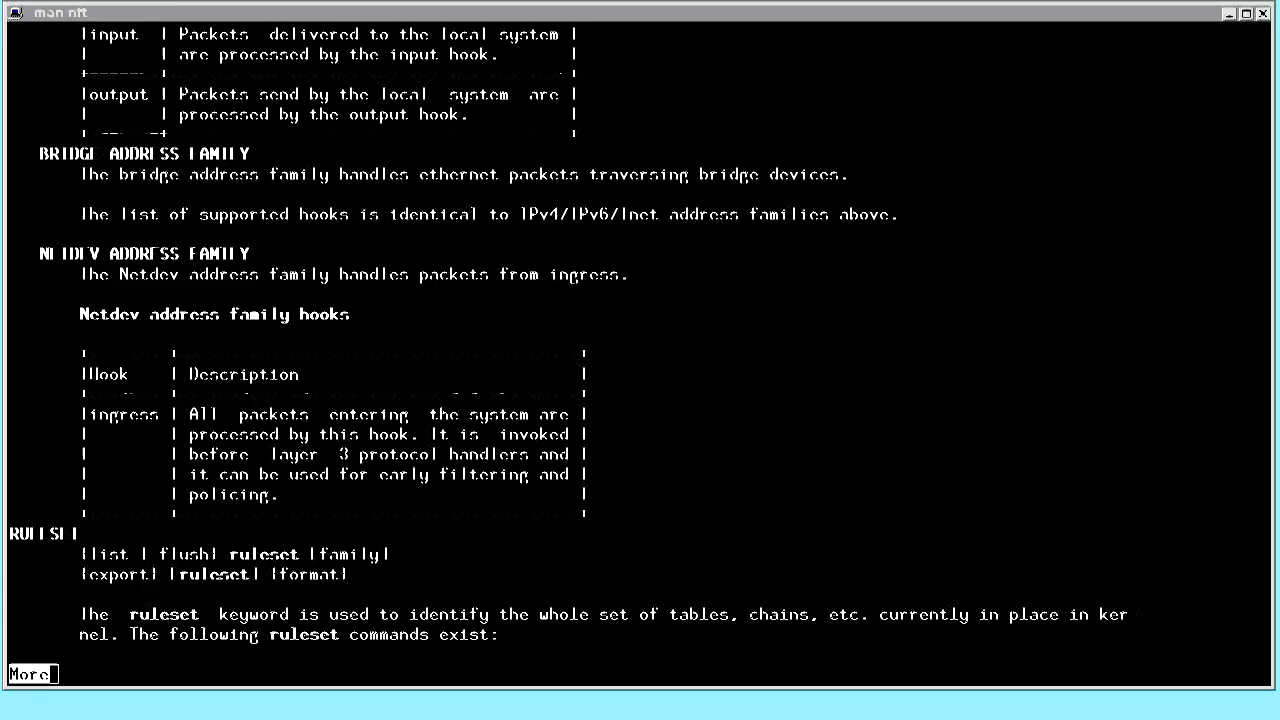 man nft
|input | Packets delivered to the local system |
| | are processed by the input hook. |
|output | Packets send by the local system are |
| | processed by the output hook. |
BRIDGE ADDRESS FAMILY
The bridge address family handles ethernet packets traversing bridge devices.
The list of supported hooks is identical to IPv4/IPv6/Inet address families above.
NETDEV ADDRESS FAMILY
The Netdev address family handles packets from ingress.
Netdev address family hooks
|Hook | Description |
|ingress | All packets entering the system are |
| | processed by this hook. It is invoked |
| | before layer 3 protocol handlers and |
| | it can be used for early filtering and |
| | policing. |
RULESET
{list | flush} ruleset [family]
{export} [ruleset] {format}
The ruleset keyword is used to identify the whole set of tables, chains, etc. currently in place in ker
nel. The following ruleset commands exist:
More